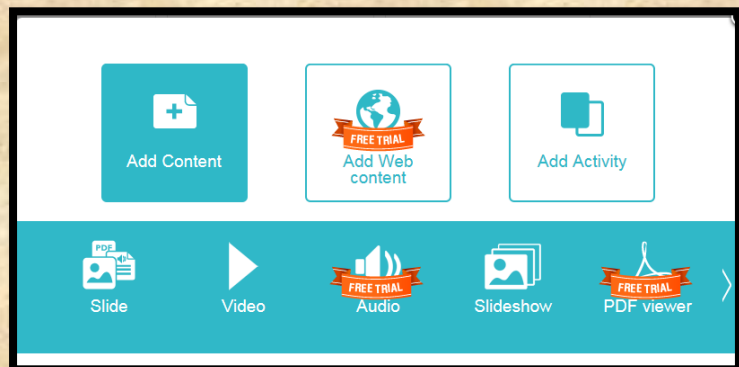 FREE TRIAL
Add Content
Add Web
content
Add Activity
PDF
FREE TRIAL
FREE TRIAL
Slide
Video
Audio
Slideshow
PDF viewer